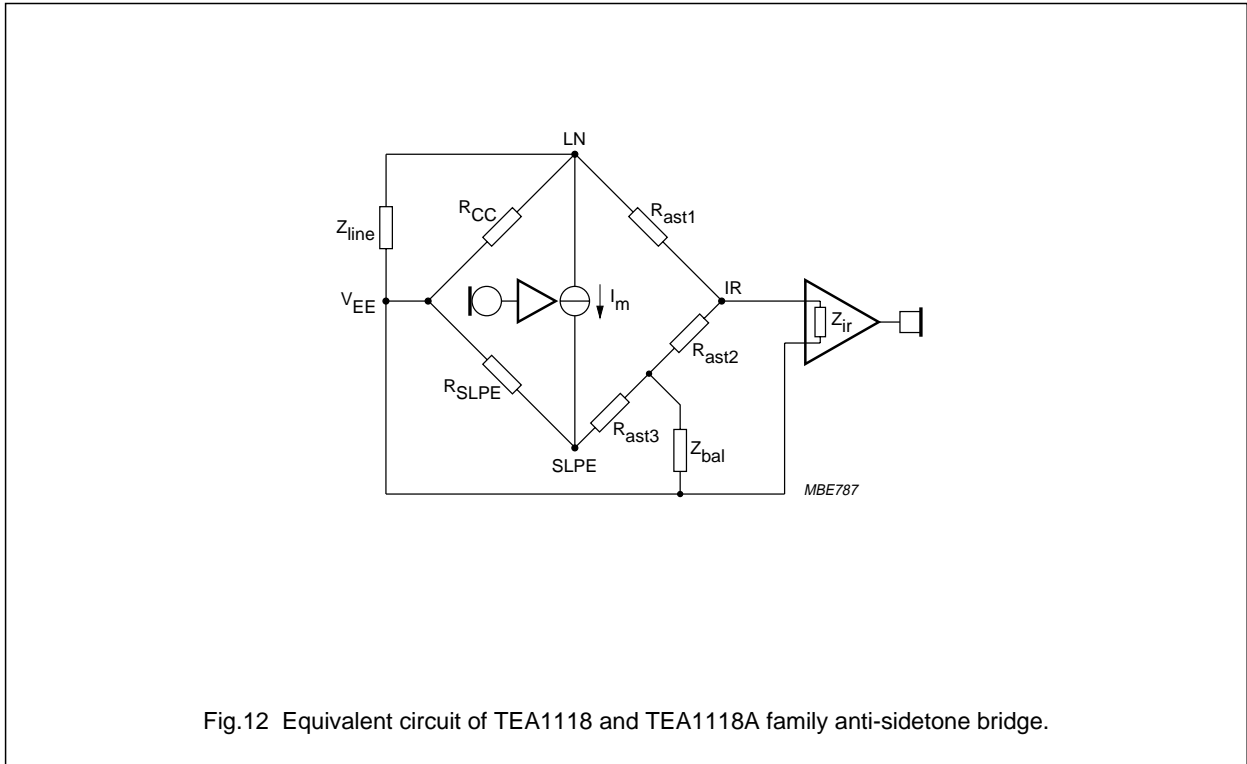 LN
R_CC
R_ast1
Z_line
V_EE
I_m
IR
Z_ir
R_ast2
R_SLPE
R_ast3
Z_bal
SLPE
MBE787
Fig.12 Equivalent circuit of TEA1118 and TEA1118A family anti-sidetone bridge.